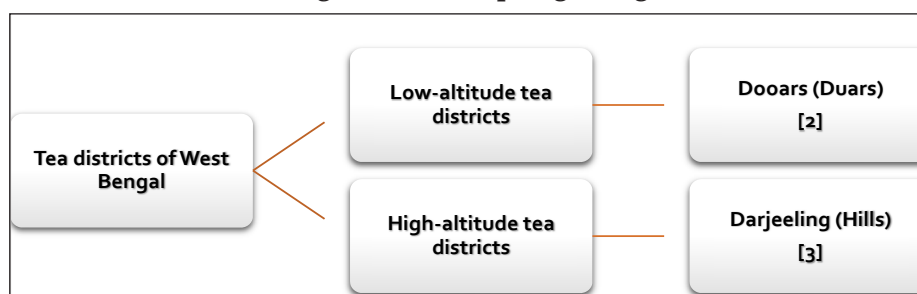 Tea districts of West
Bengal
Low-altitude tea
districts
Dooars (Duars)
[2]
High-altitude tea
districts
Darjeeling (Hills)
[3]